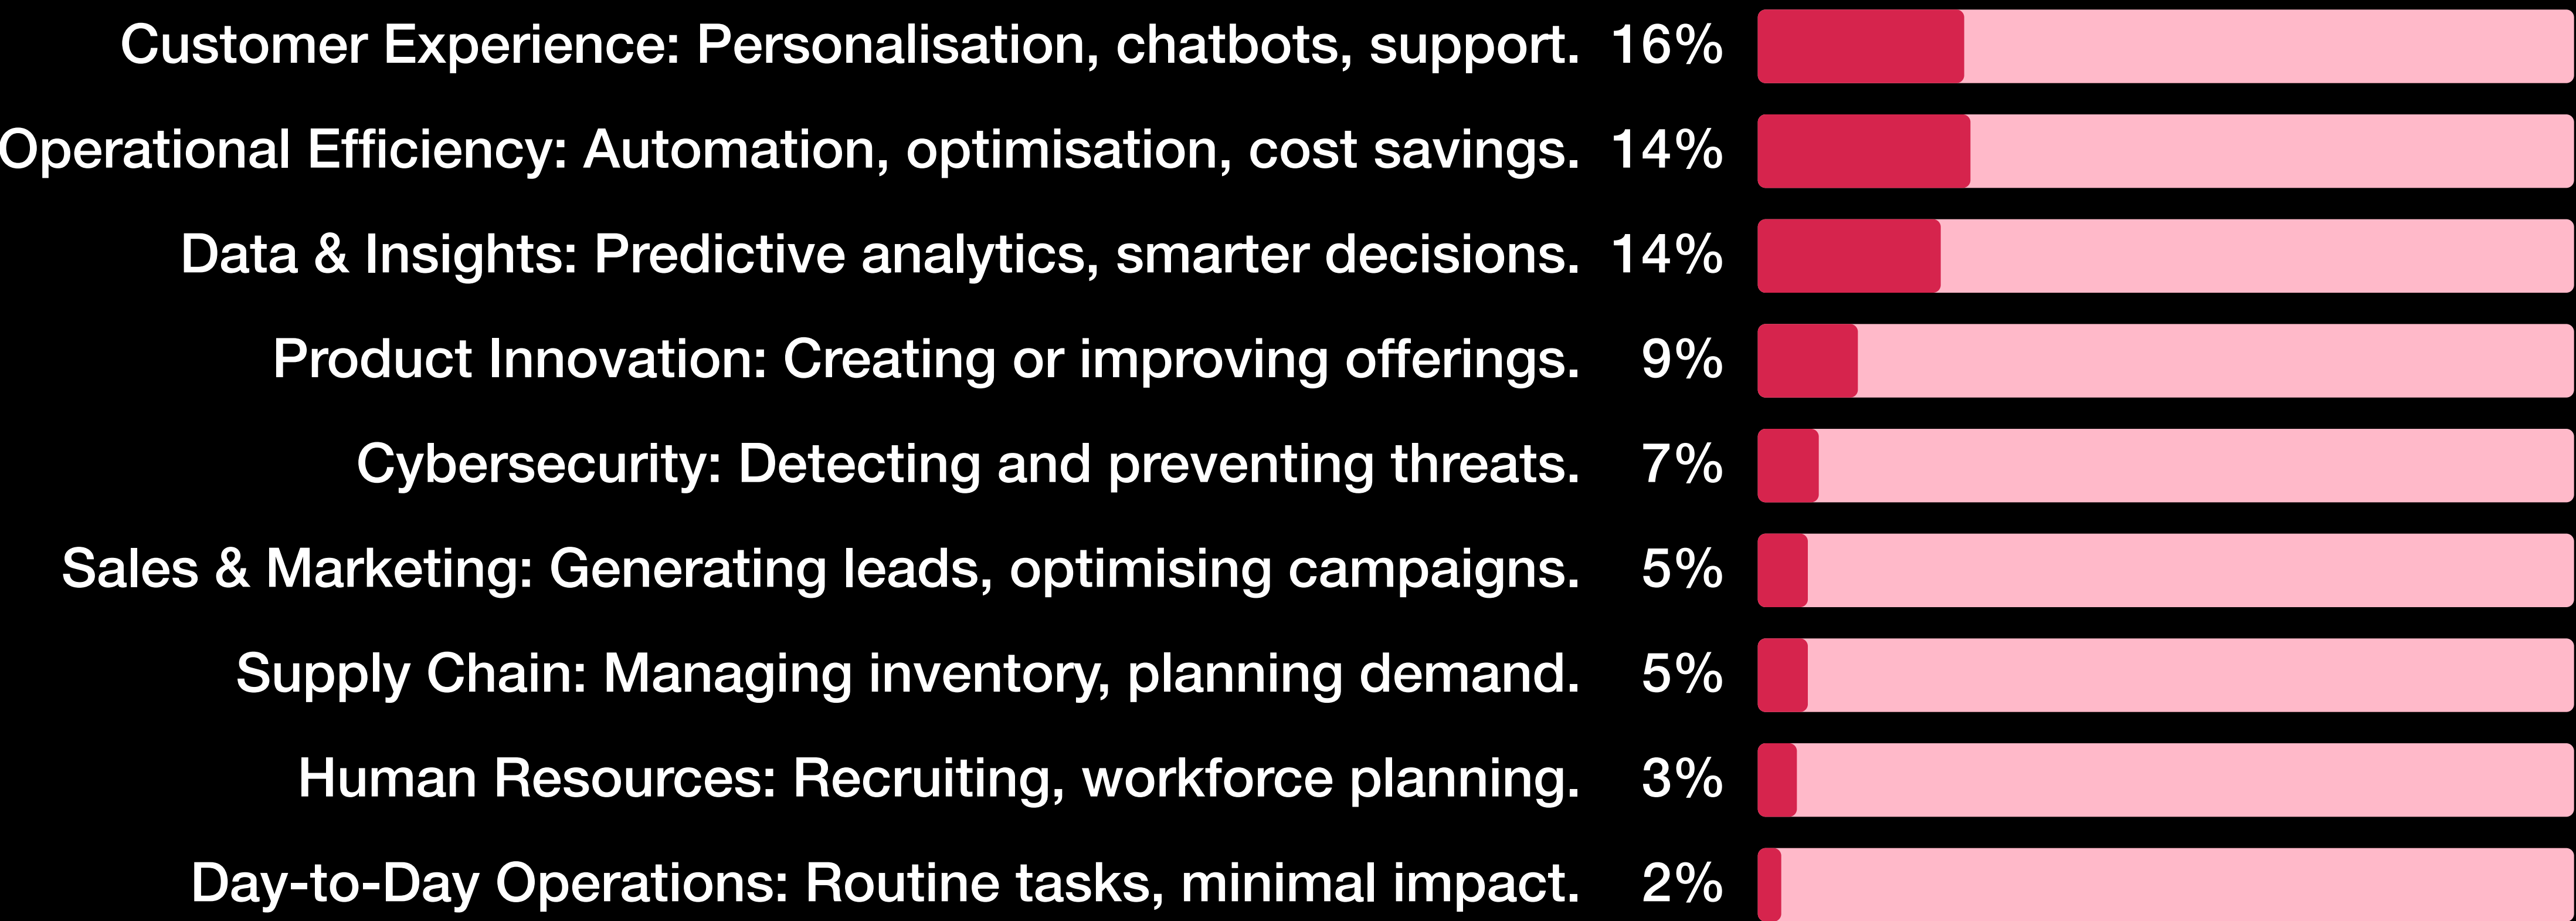 Customer Experience: Personalisation, chatbots, support. 16%
Operational Efficiency: Automation, optimisation, cost savings. 14%
Data & Insights: Predictive analytics, smarter decisions. 14%
Product Innovation: Creating or improving offerings. 9%
Cybersecurity: Detecting and preventing threats. 7%
Sales & Marketing: Generating leads, optimising campaigns. 5%
Supply Chain: Managing inventory, planning demand. 5%
Human Resources: Recruiting, workforce planning. 3%
Day-to-Day Operations: Routine tasks, minimal impact. 2%